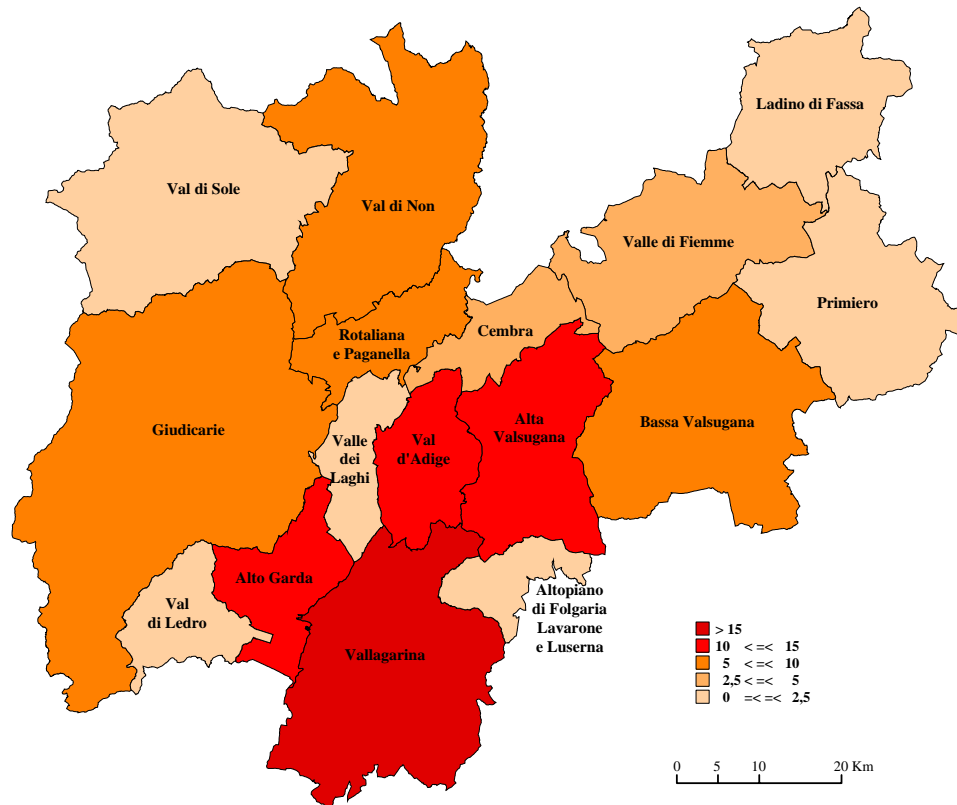 Ladino di Fassa
Val di Sole
Val di Non
Valle di Fiemme
Primiero
Rotaliana
e Paganella
Cembra
Giudicarie
Valle
dei
Laghi
Val
d'Adige
Alta
Valsugana
Bassa Valsugana
Alto Garda
Val
di Ledro
Altopiano
di Folgaria
Lavarone
e Luserna
Vallagarina
> 15
10 < =< 15
5 < =< 10
2,5 < =< 5
0 =< =< 2,5
0 5 10 20 Km